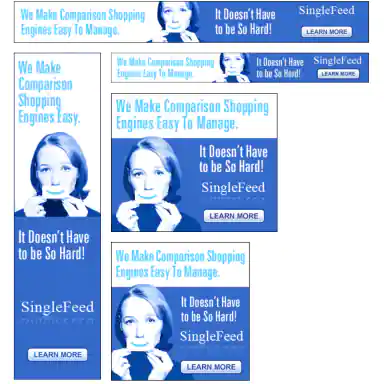 We Make Comparison Shopping
Engines Easy To Manage.
It Doesn't Have
to be So Hard!
SingleFeed
LEARN MORE
We Make
Comparison
Shopping
Engines Easy.
It Doesn't Have
to be So Hard!
SingleFeed
LEARN MORE
We Make Comparison Shopping
Engines Easy To Manage.
It Doesn't Have
to be So Hard!
SingleFeed
LEARN MORE
We Make Comparison Shopping
Engines Easy To Manage.
It Doesn't Have
to be So Hard!
SingleFeed
LEARN MORE
We Make Comparison Shopping
Engines Easy To Manage.
It Doesn't Have
to be So Hard!
SingleFeed
LEARN MORE